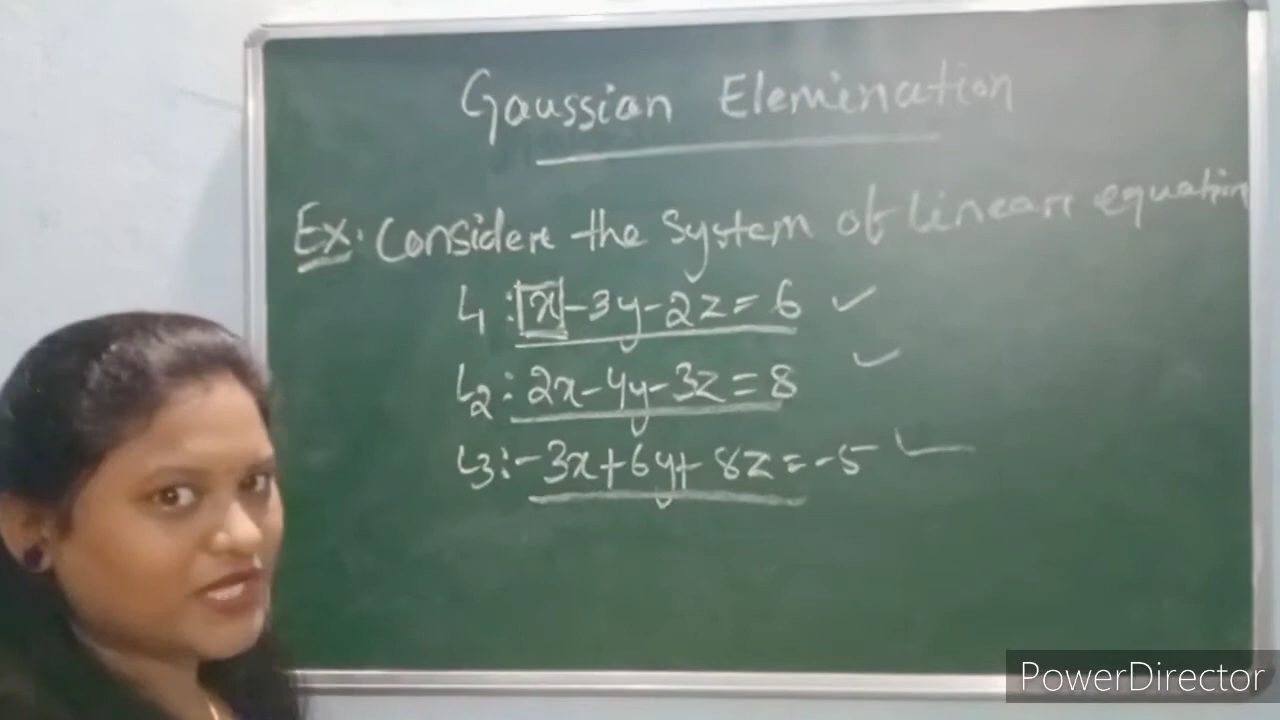 Gaussian Elemination
Ex: Consider the System of linear equation
L1: x-3y-2z=6
L2: 2x-4y-3z=8
L3: -3x+6y+8z=-5
PowerDirector